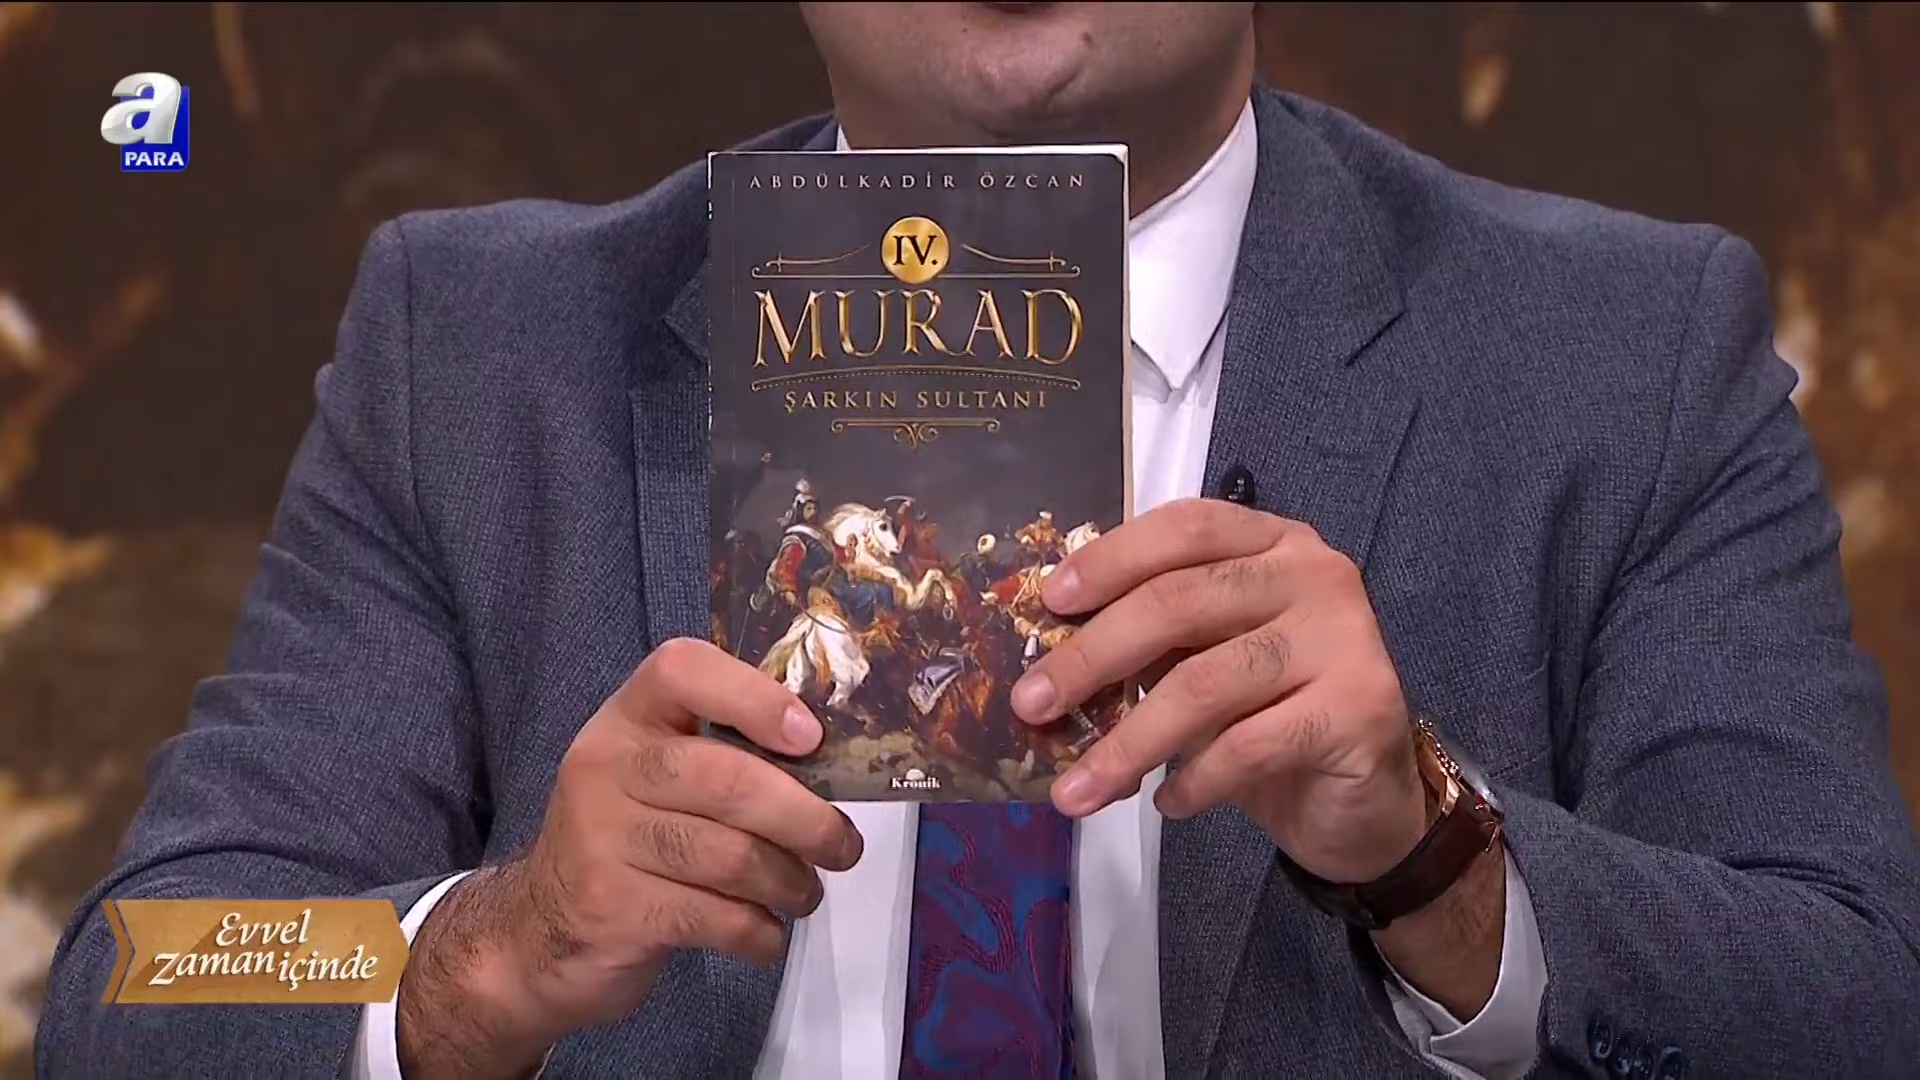 a
PARA
ABDÜLKADİR ÖZCAN
IV.
MURAD
ŞARKIN SULTANI
Kronik
Evvel
Zaman içinde